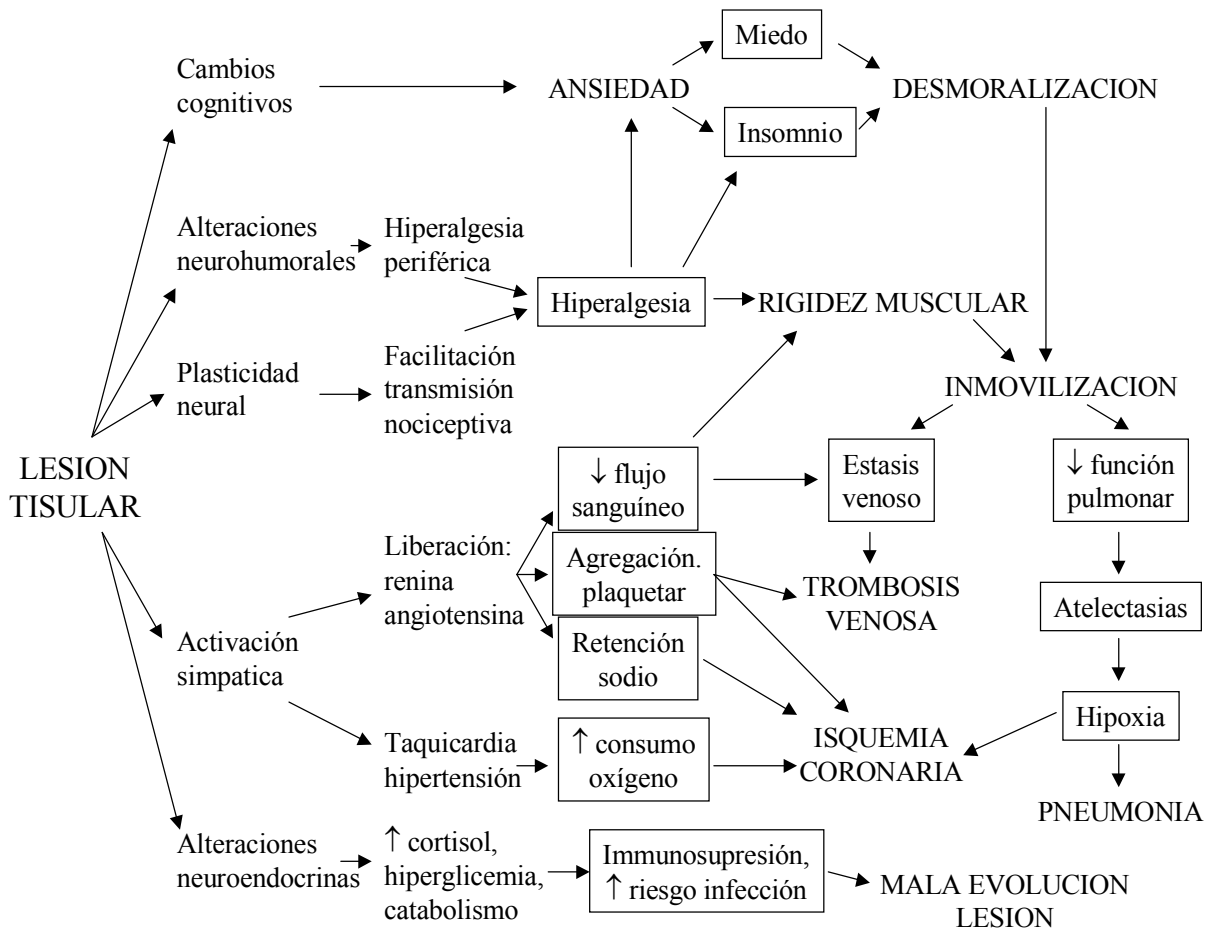 Miedo
Cambios
cognitivos
ANSIEDAD
DESMORALIZACION
Insomnio
Alteraciones
neurohumorales
Hiperalgesia
periférica
Hiperalgesia
RIGIDEZ MUSCULAR
Plasticidad
neural
Facilitación
transmisión
nociceptiva
INMOVILIZACION
LESION
TISULAR
↓ flujo
sanguíneo
Estasis
venoso
↓ función
pulmonar
Liberación:
renina
angiotensina
Agregación.
plaquetar
TROMBOSIS
VENOSA
Atelectasias
Activación
simpatica
Retención
sodio
Hipoxia
Taquicardia
hipertensión
↑ consumo
oxígeno
ISQUEMIA
CORONARIA
PNEUMONIA
Alteraciones
neuroendocrinas
↑ cortisol,
hiperglicemia,
catabolismo
Immunosupresión,
↑ riesgo infección
MALA EVOLUCION
LESION